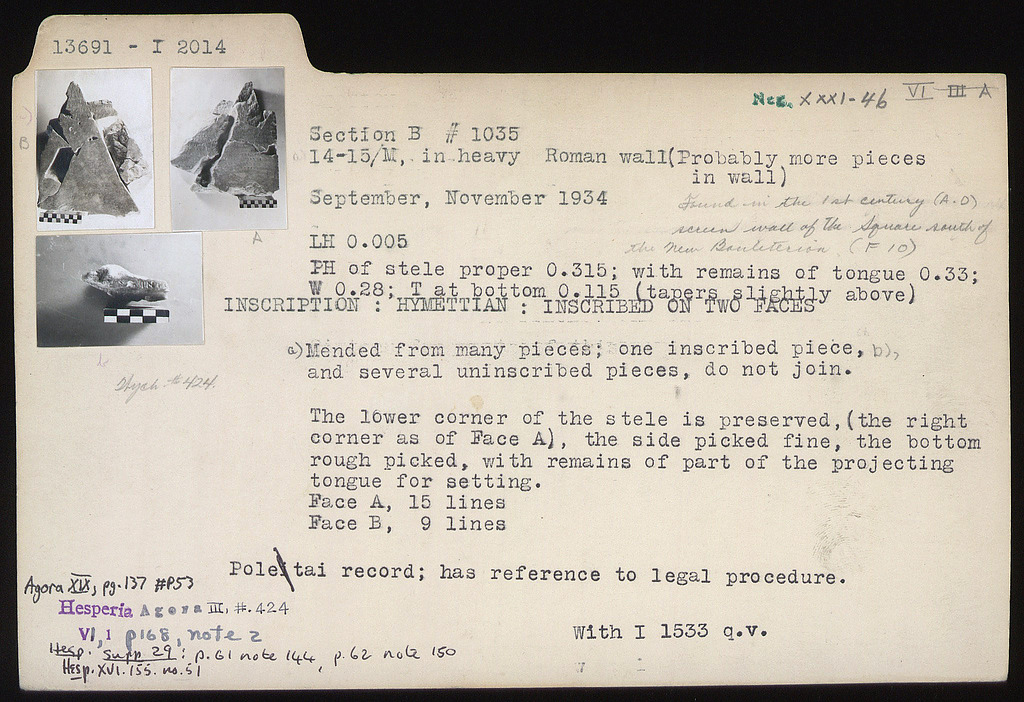 13691 - I 2014
Neg. XXXI-46 VI III A
B
A
b
Section B # 1035
14-15/M, in heavy Roman wall(Probably more pieces
in wall)
September, November 1934
Found in the 1st century (A.D)
screen wall of the Square south of
the New Bouleterion (F 10)
LH 0.005
PH of stele proper 0.315; with remains of tongue 0.33;
W 0.28; T at bottom 0.115 (tapers slightly above)
INSCRIPTION : HYMETTIAN : INSCRIBED ON TWO FACES
a)Mended from many pieces; one inscribed piece, b),
and several uninscribed pieces, do not join.
#424
The lower corner of the stele is preserved,(the right
corner as of Face A), the side picked fine, the bottom
rough picked, with remains of part of the projecting
tongue for setting.
Face A, 15 lines
Face B, 9 lines
Poletai record; has reference to legal procedure.
Agora XIX, pg.137 #P53
Hesperia Agora III, #.424
VI, 1 p168, note 2
With I 1533 q.v.
Hesp. Supp 29: p.61 note 144, p.62 note 150
Hesp. XVI.155.no.51